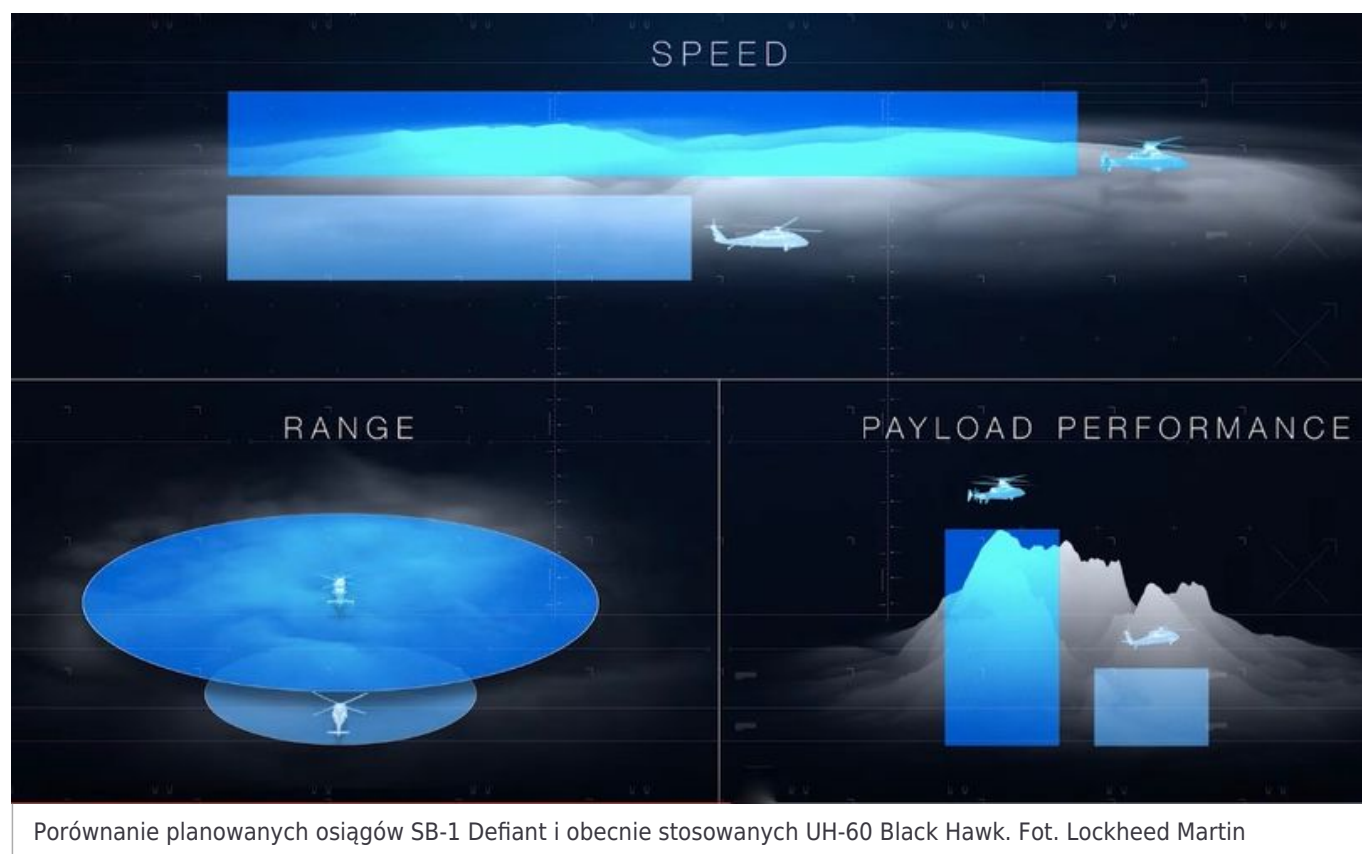 SPEED
RANGE
PAYLOAD PERFORMANCE
Porównanie planowanych osiągów SB-1 Defiant i obecnie stosowanych UH-60 Black Hawk. Fot. Lockheed Martin